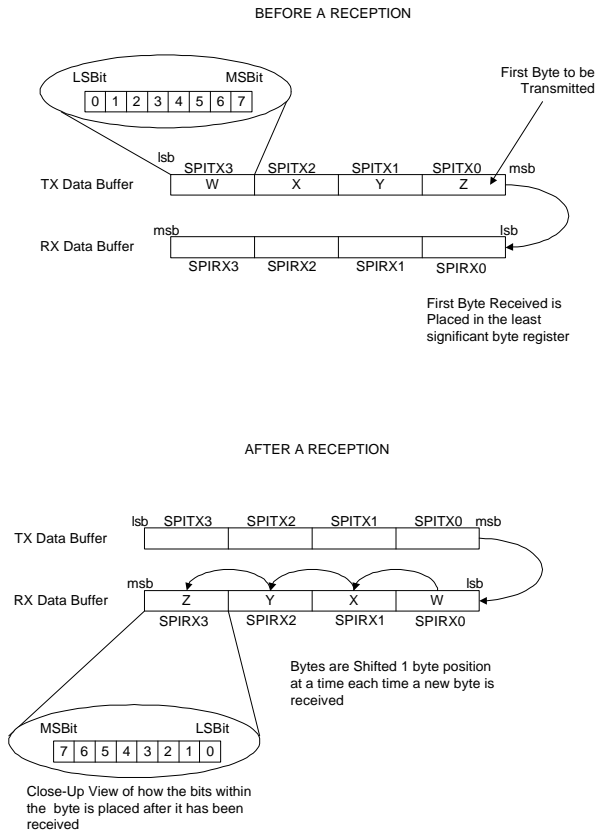 BEFORE A RECEPTION
First Byte to be
Transmitted
LSBit MSBit
0 1 2 3 4 5 6 7
lsb SPITX3 SPITX2 SPITX1 SPITX0 msb
TX Data Buffer W X Y Z
msb lsb
RX Data Buffer
SPIRX3 SPIRX2 SPIRX1 SPIRX0
First Byte Received is
Placed in the least
significant byte register
AFTER A RECEPTION
lsb SPITX3 SPITX2 SPITX1 SPITX0 msb
TX Data Buffer
msb lsb
RX Data Buffer Z Y X W
SPIRX3 SPIRX2 SPIRX1 SPIRX0
Bytes are Shifted 1 byte position
at a time each time a new byte is
received
MSBit LSBit
7 6 5 4 3 2 1 0
Close-Up View of how the bits within
the byte is placed after it has been
received